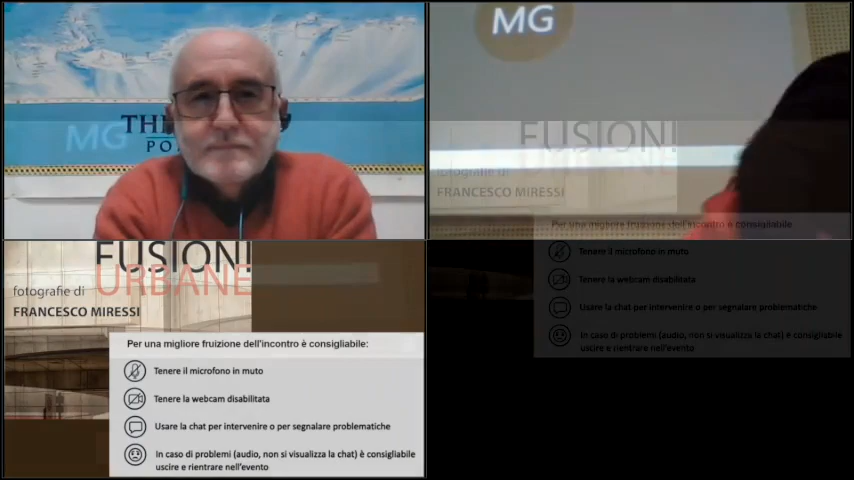 MG
MG
TH
PO
FUSIONI
URBANE
fotografie di
FRANCESCO MIRESSI
Per una migliore fruizione dell'incontro è consigliabile:
Tenere il microfono in muto
Tenere la webcam disabilitata
Usare la chat per intervenire o per segnalare problematiche
In caso di problemi (audio, non si visualizza la chat) è consigliabile
uscire e rientrare nell'evento
FUSIONI
URBANE
fotografie di
FRANCESCO MIRESSI
Per una migliore fruizione dell'incontro è consigliabile:
Tenere il microfono in muto
Tenere la webcam disabilitata
Usare la chat per intervenire o per segnalare problematiche
In caso di problemi (audio, non si visualizza la chat) è consigliabile
uscire e rientrare nell'evento